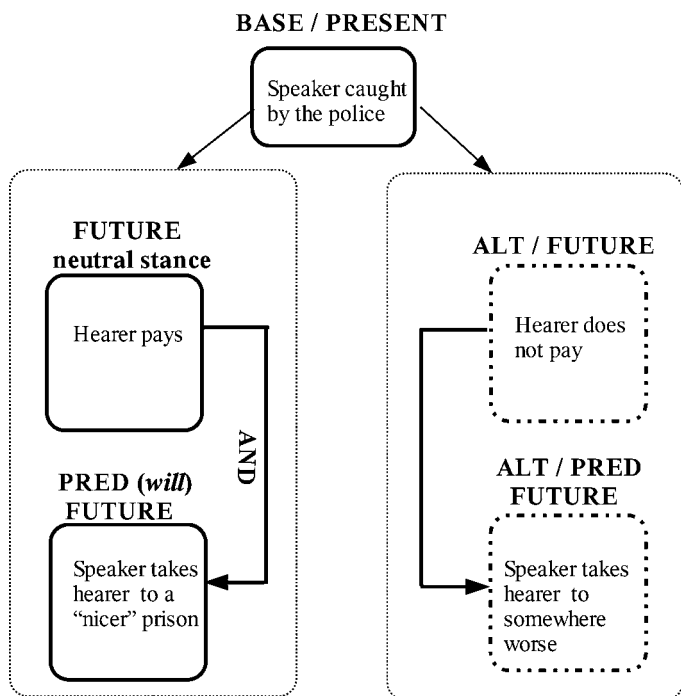 BASE / PRESENT
Speaker caught
by the police
FUTURE
neutral stance
Hearer pays
AND
PRED (will)
FUTURE
Speaker takes
hearer to a
“nicer” prison
ALT / FUTURE
Hearer does
not pay
ALT / PRED
FUTURE
Speaker takes
hearer to
somewhere
worse